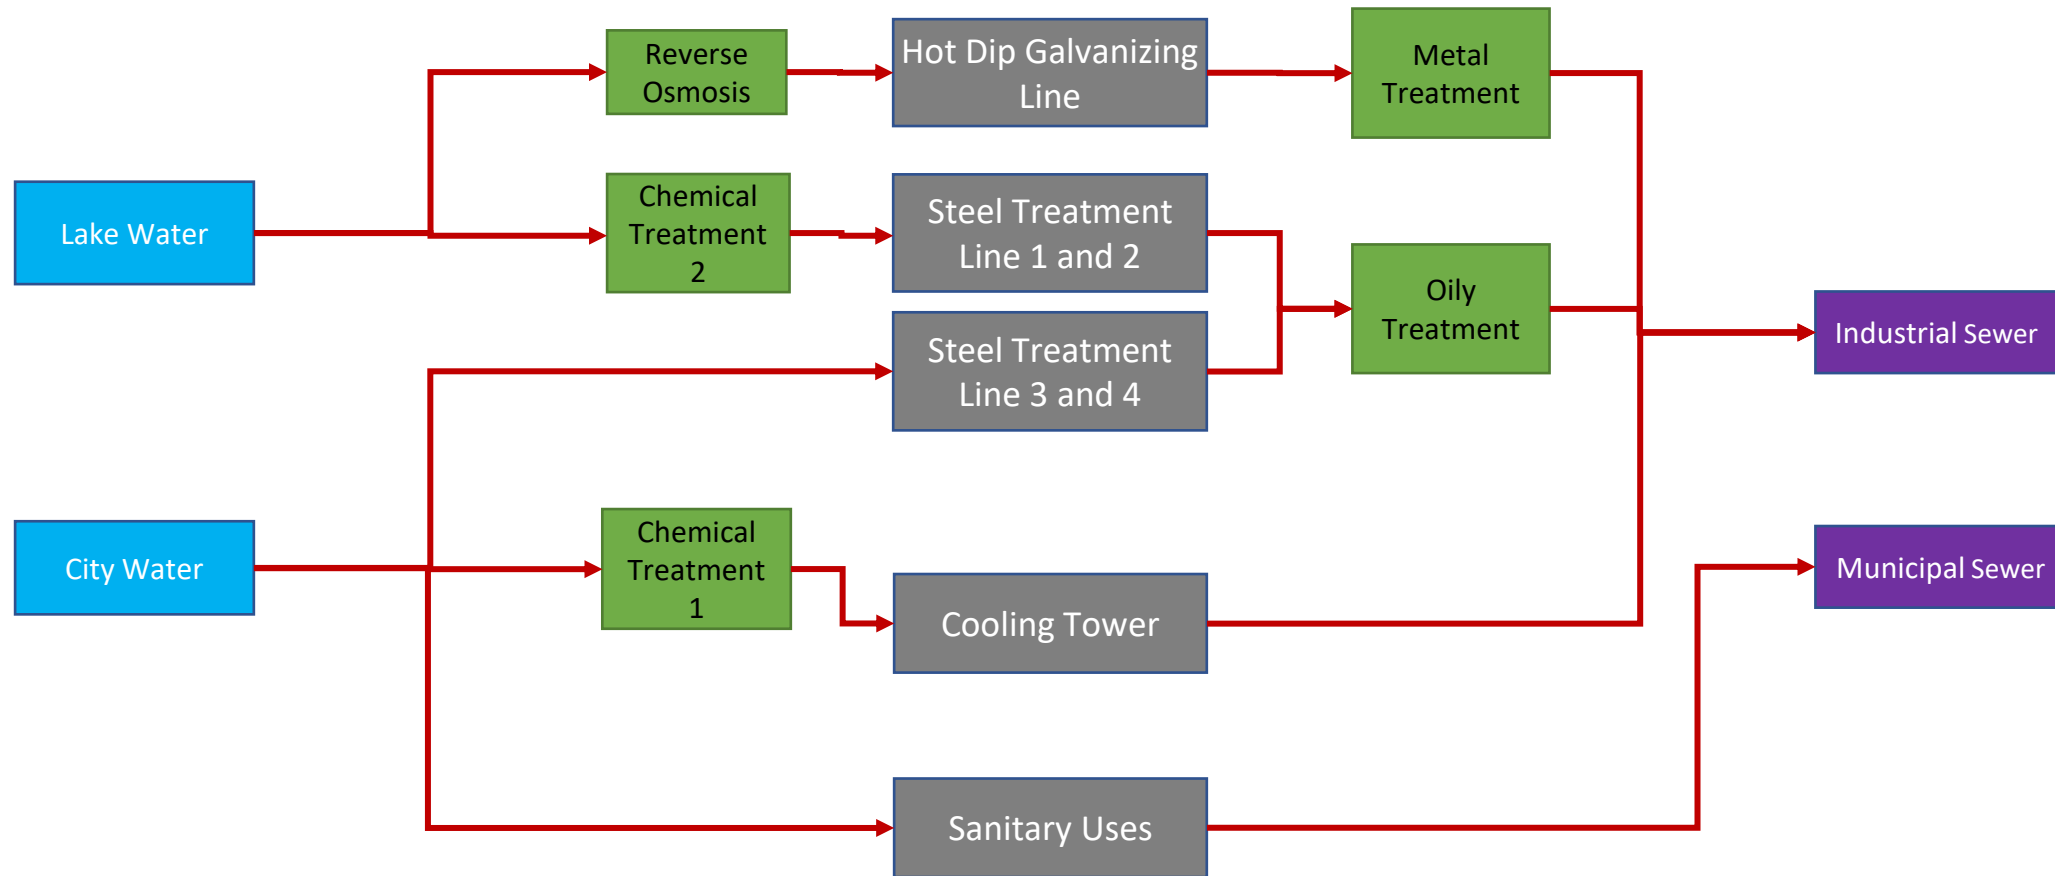 Reverse
Osmosis
Hot Dip Galvanizing
Line
Metal
Treatment
Lake Water
Chemical
Treatment
2
Steel Treatment
Line 1 and 2
Oily
Treatment
Steel Treatment
Line 3 and 4
Industrial Sewer
City Water
Chemical
Treatment
1
Cooling Tower
Municipal Sewer
Sanitary Uses